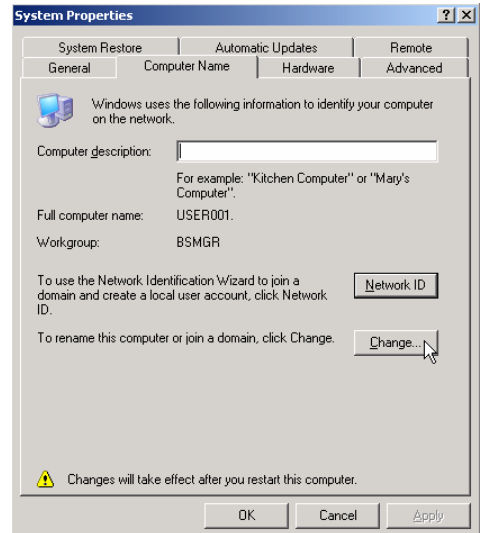 System Properties
System Restore Automatic Updates Remote
General Computer Name Hardware Advanced
Windows uses the following information to identify your computer
on the network.
Computer description:
For example: "Kitchen Computer" or "Mary's
Computer".
Full computer name: USER001.
Workgroup: BSMGR
To use the Network Identification Wizard to join a
domain and create a local user account, click Network
ID.
Network ID
To rename this computer or join a domain, click Change.
Change...
Changes will take effect after you restart this computer.
OK Cancel Apply